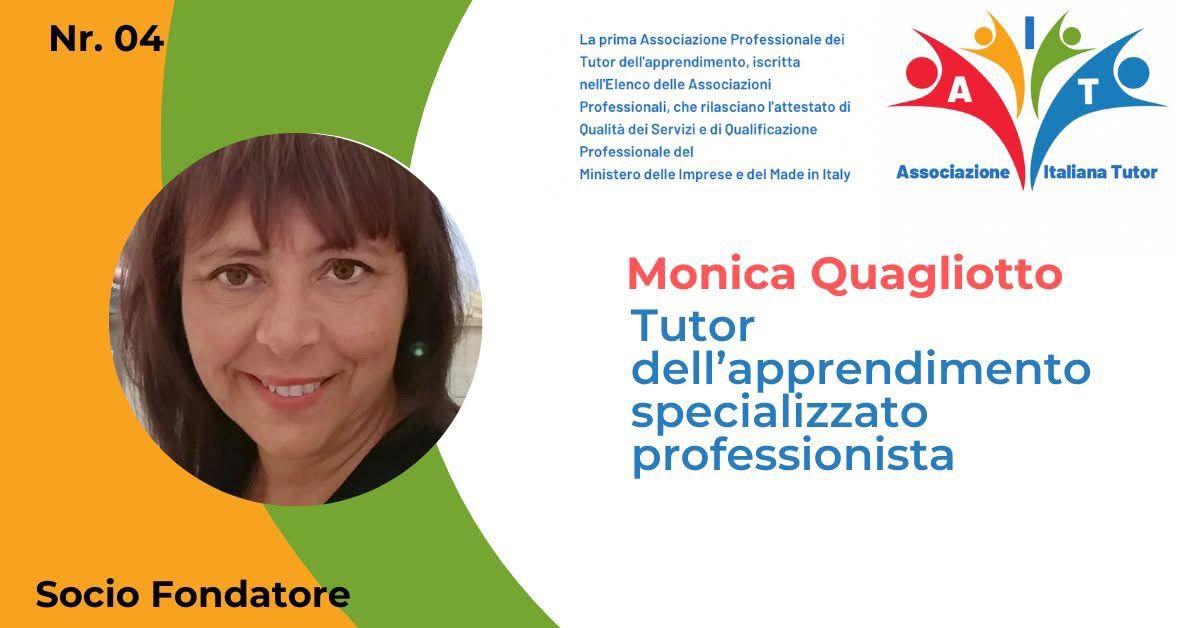 Nr. 04
La prima Associazione Professionale dei
Tutor dell'apprendimento, iscritta
nell'Elenco delle Associazioni
Professionali, che rilasciano l'attestato di
Qualità dei Servizi e di Qualificazione
Professionale del
Ministero delle Imprese e del Made in Italy
A I T
Associazione Italiana Tutor
Monica Quagliotto
Tutor
dell’apprendimento
specializzato
professionista
Socio Fondatore